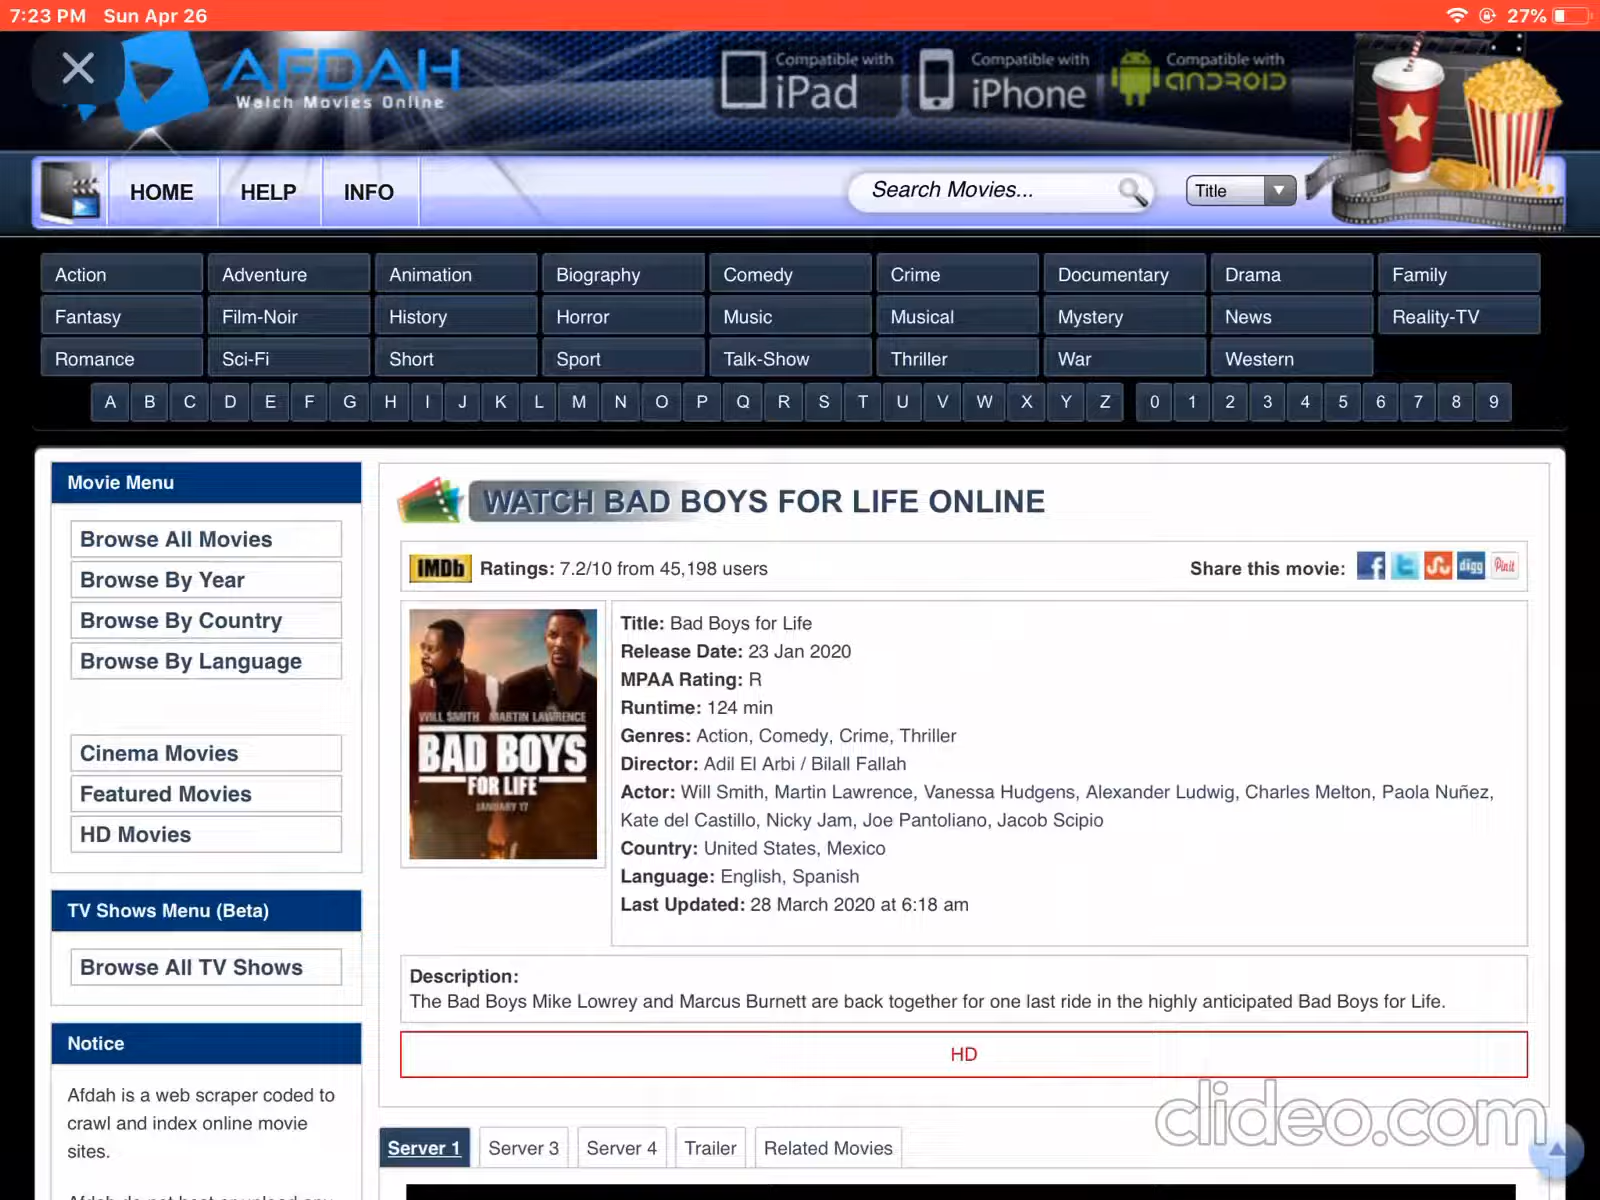 7:23 PM Sun Apr 26 27%
AFDAH
Watch Movies Online
Compatible with iPad
Compatible with iPhone
Compatible with ANDROID
HOME HELP INFO Search Movies... Title
Action Adventure Animation Biography Comedy Crime Documentary Drama Family
Fantasy Film-Noir History Horror Music Musical Mystery News Reality-TV
Romance Sci-Fi Short Sport Talk-Show Thriller War Western
A B C D E F G H I J K L M N O P Q R S T U V W X Y Z 0 1 2 3 4 5 6 7 8 9
Movie Menu
Browse All Movies
Browse By Year
Browse By Country
Browse By Language
Cinema Movies
Featured Movies
HD Movies
TV Shows Menu (Beta)
Browse All TV Shows
Notice
Afdah is a web scraper coded to
crawl and index online movie
sites.
WATCH BAD BOYS FOR LIFE ONLINE
IMDb Ratings: 7.2/10 from 45,198 users Share this movie: f t digg Pinit
WILL SMITH MARTIN LAWRENCE
BAD BOYS
FOR LIFE
JANUARY 17
Title: Bad Boys for Life
Release Date: 23 Jan 2020
MPAA Rating: R
Runtime: 124 min
Genres: Action, Comedy, Crime, Thriller
Director: Adil El Arbi / Bilall Fallah
Actor: Will Smith, Martin Lawrence, Vanessa Hudgens, Alexander Ludwig, Charles Melton, Paola Nuñez,
Kate del Castillo, Nicky Jam, Joe Pantoliano, Jacob Scipio
Country: United States, Mexico
Language: English, Spanish
Last Updated: 28 March 2020 at 6:18 am
Description:
The Bad Boys Mike Lowrey and Marcus Burnett are back together for one last ride in the highly anticipated Bad Boys for Life.
HD
clideo.com
Server 1 Server 3 Server 4 Trailer Related Movies